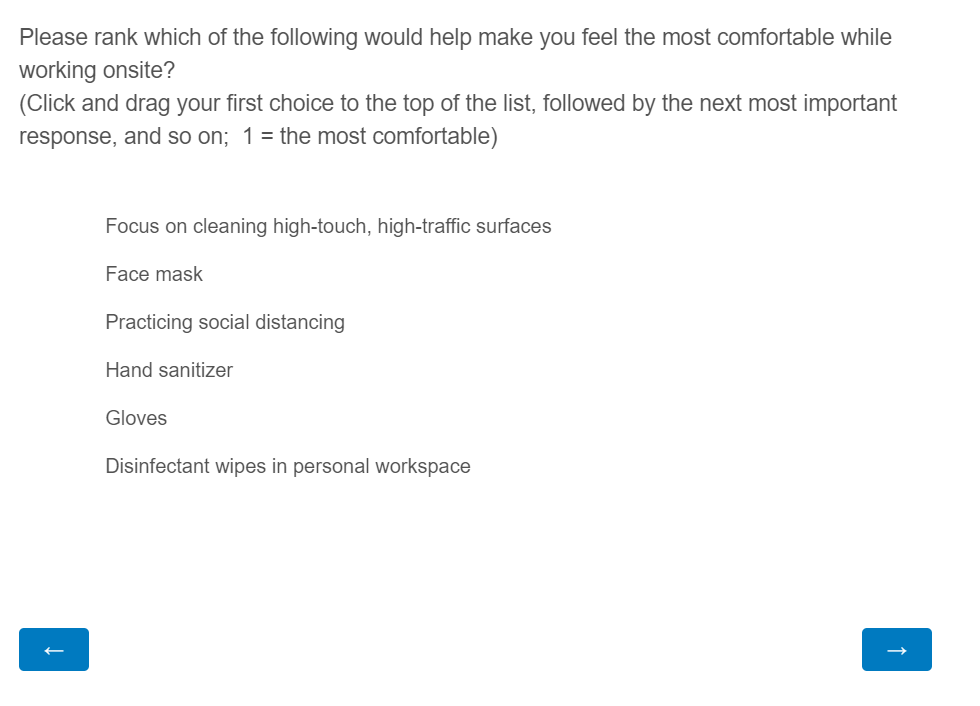 Please rank which of the following would help make you feel the most comfortable while
working onsite?
(Click and drag your first choice to the top of the list, followed by the next most important
response, and so on;  1 = the most comfortable)
Focus on cleaning high-touch, high-traffic surfaces
Face mask
Practicing social distancing
Hand sanitizer
Gloves
Disinfectant wipes in personal workspace
← →